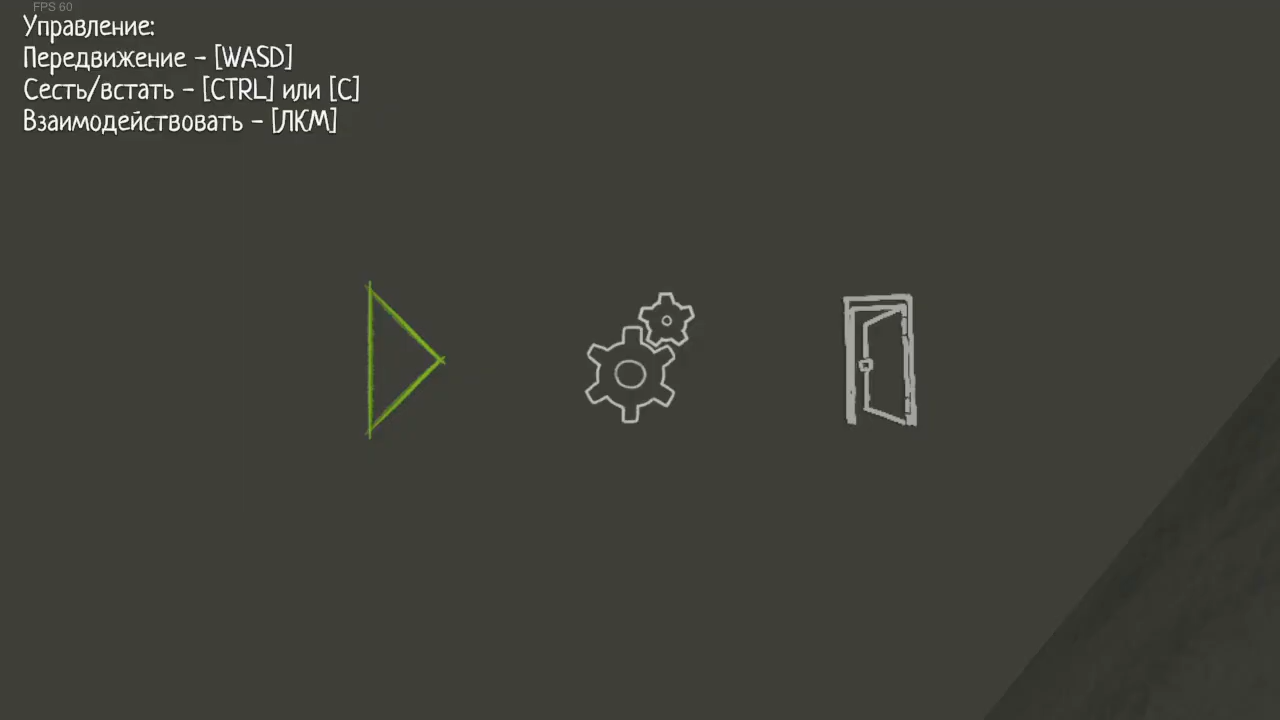 FPS 60
Управление:
Передвижение - [WASD]
Сесть/встать - [CTRL] или [C]
Взаимодействовать - [ЛКМ]